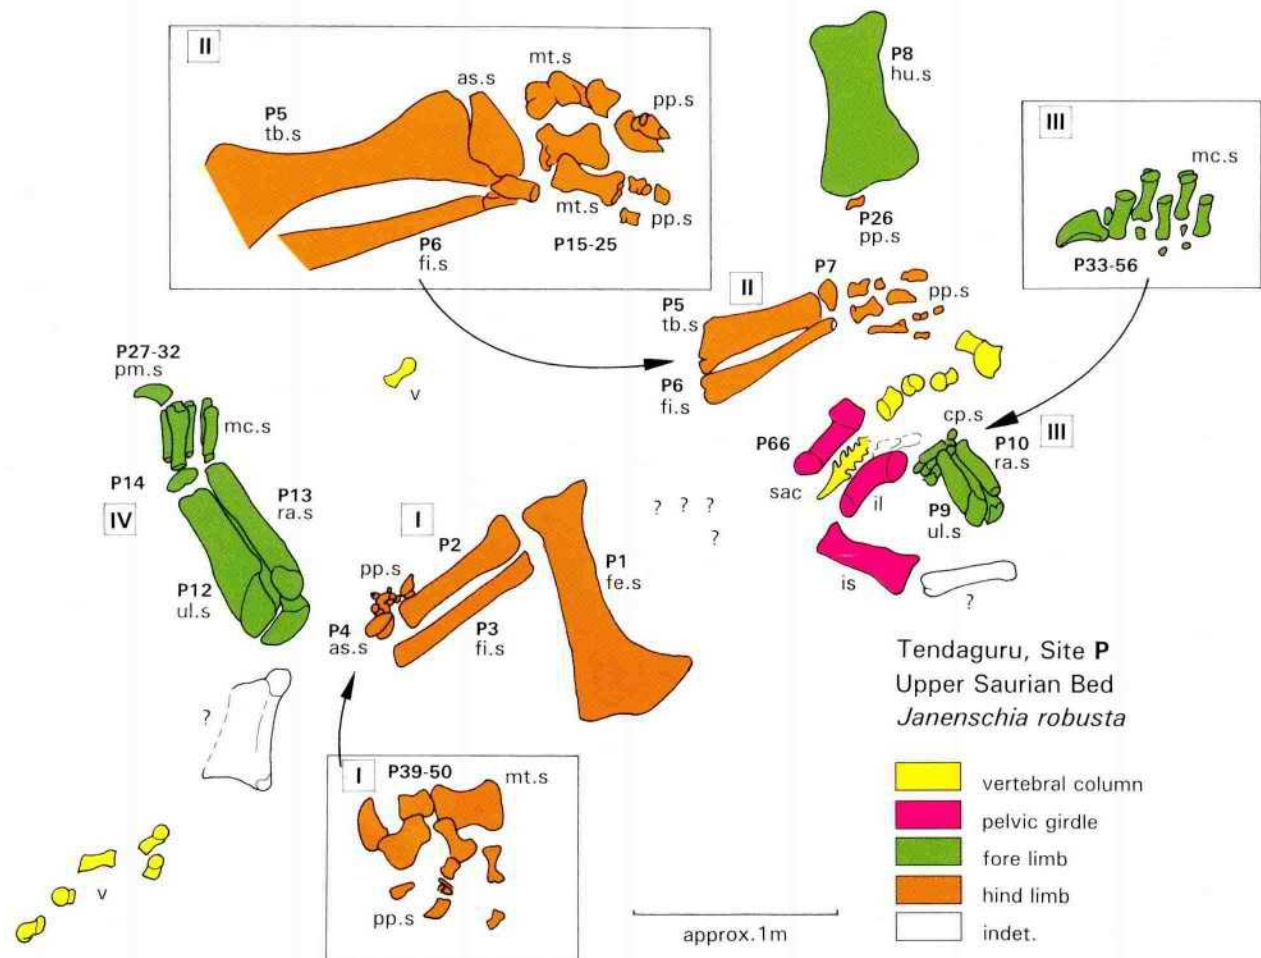 II
P5
tb.s
as.s
mt.s
pp.s
mt.s
pp.s
P6
fi.s
P15-25
P8
hu.s
P26
pp.s
III
mc.s
P33-56
P7
II
P5
tb.s
pp.s
P6
fi.s
P27-32
pm.s
v
mc.s
P14
IV
P13
ra.s
P12
ul.s
I
P2
pp.s
P1
fe.s
P3
fi.s
P4
as.s
? ? ?
?
P66
sac
il
is
cp.s
III
P10
ra.s
P9
ul.s
?
?
v
I
P39-50
mt.s
pp.s
Tendaguru, Site P
Upper Saurian Bed
Janenschia robusta
vertebral column
pelvic girdle
fore limb
hind limb
indet.
approx.1m